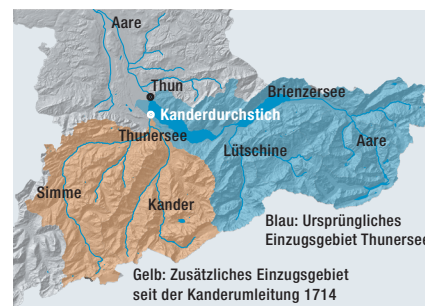 Aare
Thun
Brienzersee
Kanderdurchstich
Thunersee
Aare
Lütschine
Simme
Kander
Blau: Ursprüngliches
Einzugsgebiet Thunersee
Gelb: Zusätzliches Einzugsgebiet
seit der Kanderumleitung 1714